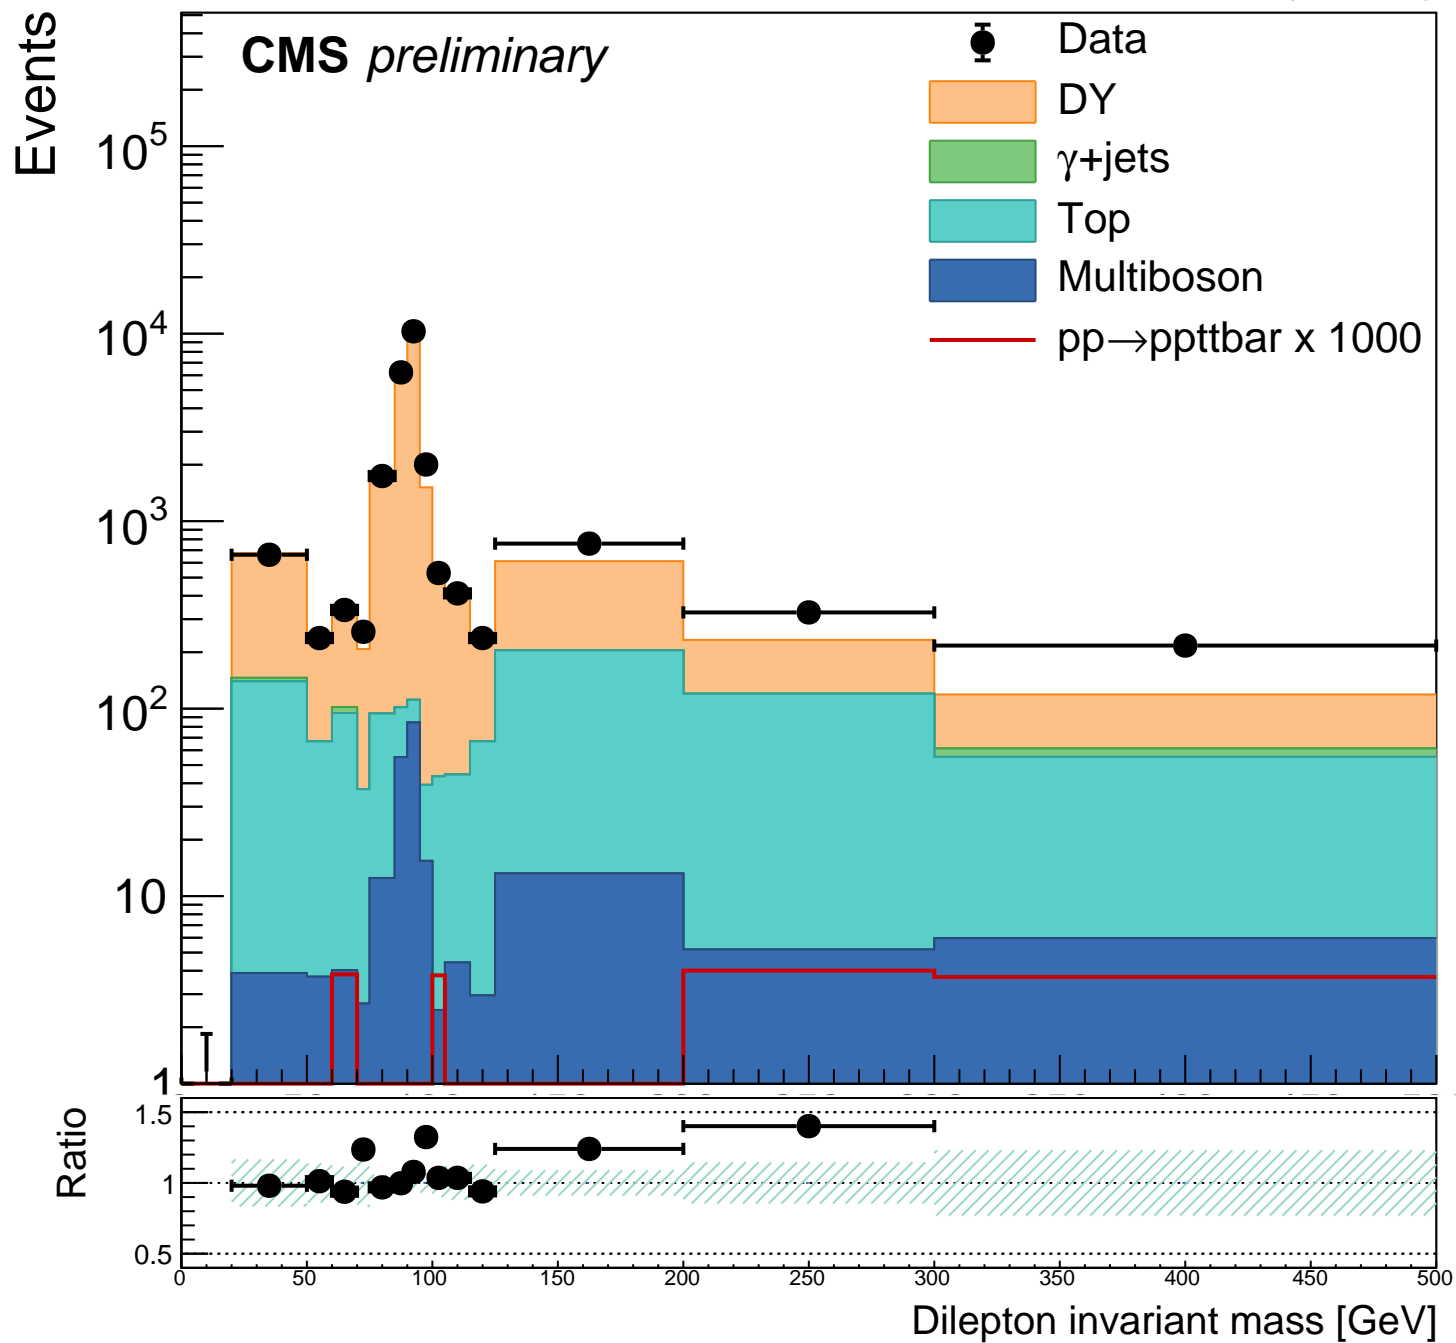 Events
CMS preliminary
Data
DY
γ+jets
Top
Multiboson
pp→ppttbar x 1000
10^5
10^4
10^3
10^2
10
1
Ratio
1.5
1
0.5
0 50 100 150 200 250 300 350 400 450 500
Dilepton invariant mass [GeV]